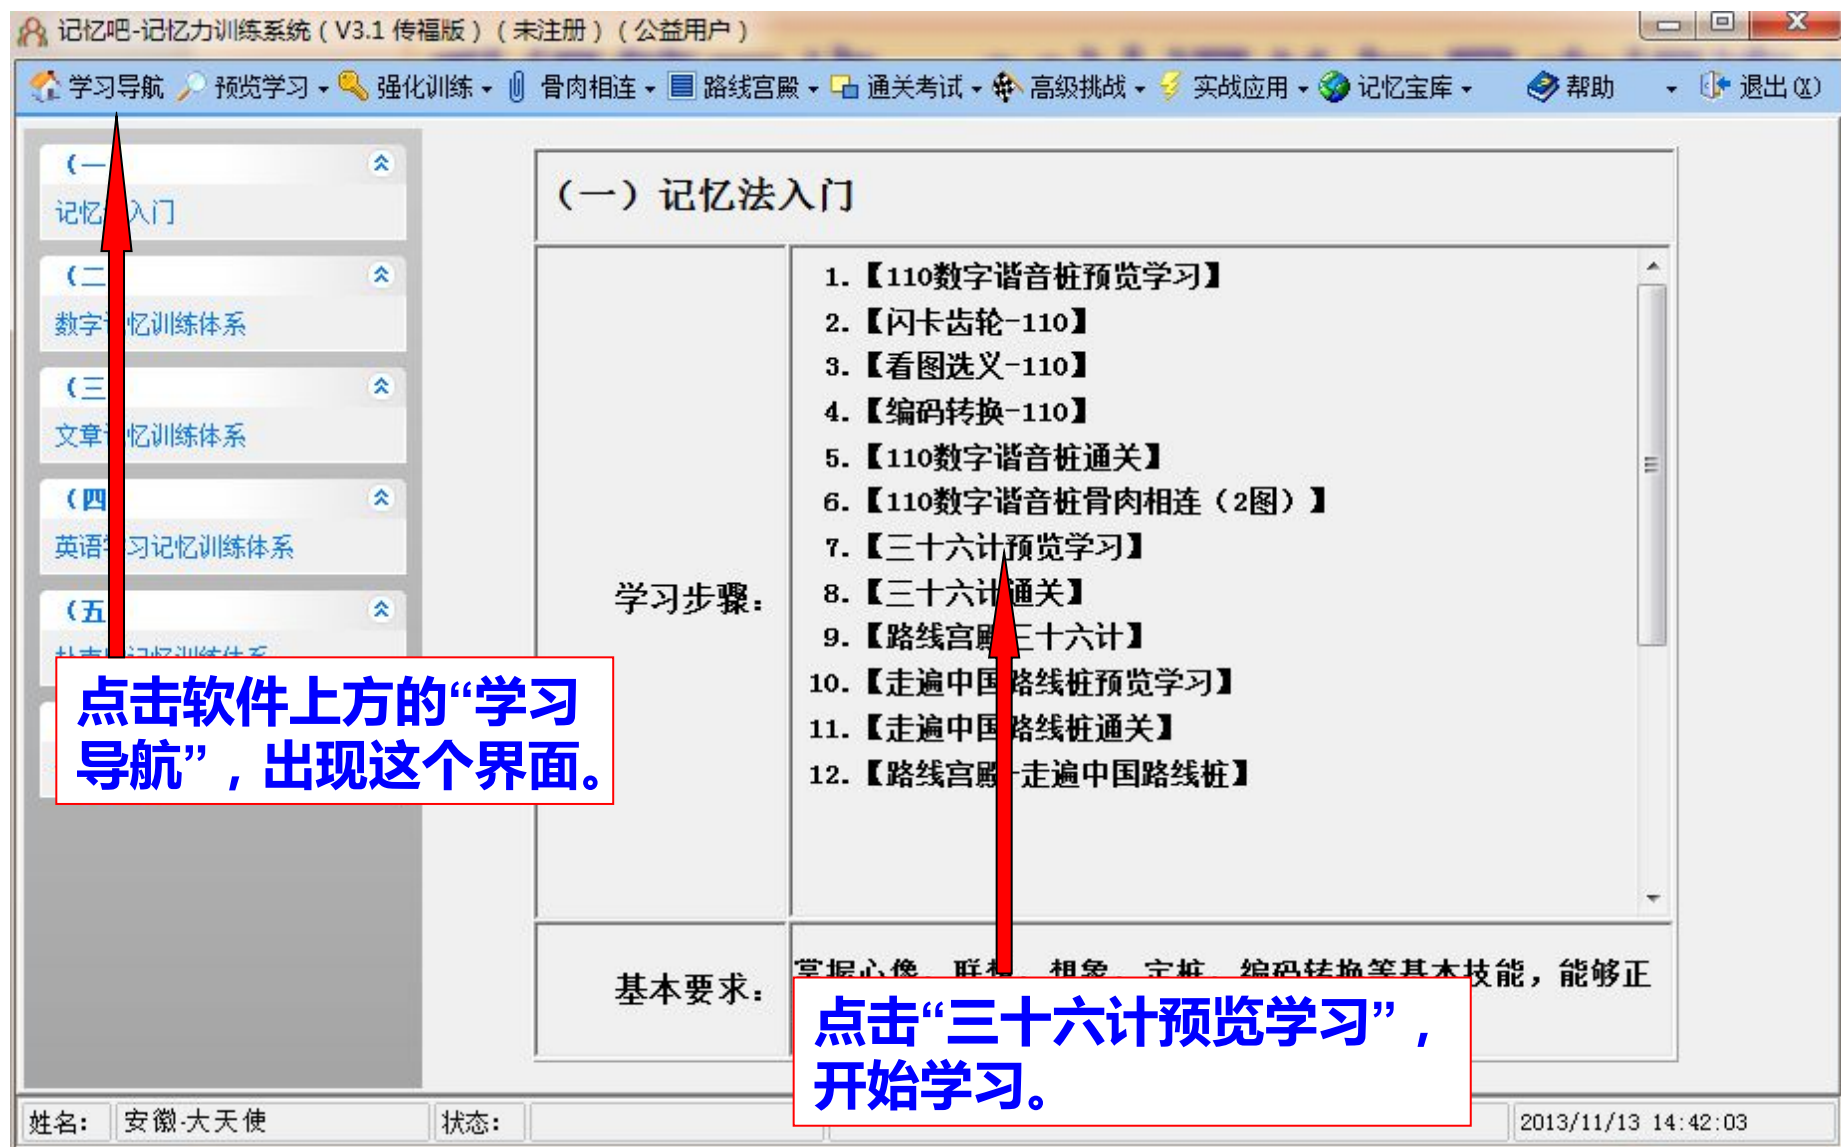 记忆吧-记忆力训练系统（V3.1 传福版）（未注册）（公益用户）
学习导航 预览学习 强化训练 骨肉相连 路线宫殿 通关考试 高级挑战 实战应用 记忆宝库 帮助 退出(X)
（一
记忆 入门
（二
数字 忆训练体系
（三
文章 忆训练体系
（四
英语 习记忆训练体系
（五
点击软件上方的“学习
导航”，出现这个界面。
（一）记忆法入门
学习步骤：
1.【110数字谐音桩预览学习】
2.【闪卡齿轮-110】
3.【看图选义-110】
4.【编码转换-110】
5.【110数字谐音桩通关】
6.【110数字谐音桩骨肉相连（2图）】
7.【三十六计预览学习】
8.【三十六计通关】
9.【路线宫殿三十六计】
10.【走遍中国路线桩预览学习】
11.【走遍中国路线桩通关】
12.【路线宫殿-走遍中国路线桩】
基本要求：
掌握心像、联想、想象、定桩、编码转换等基本技能，能够正
点击“三十六计预览学习”，
开始学习。
姓名： 安徽-大天使 状态： 2013/11/13 14:42:03